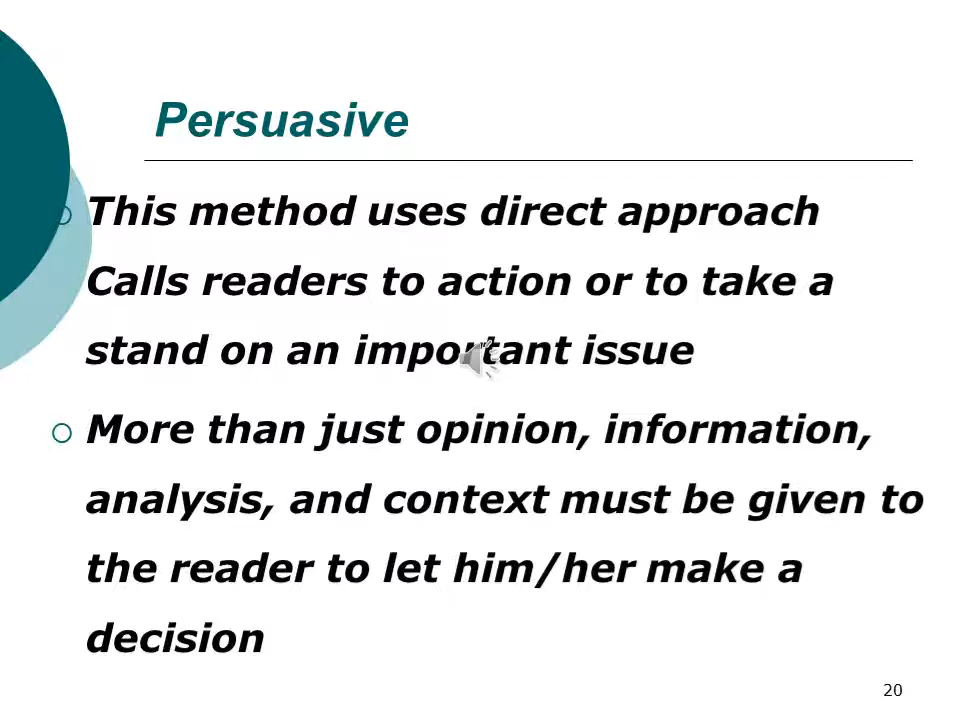 Persuasive
This method uses direct approach
Calls readers to action or to take a
stand on an important issue
More than just opinion, information,
analysis, and context must be given to
the reader to let him/her make a
decision
20